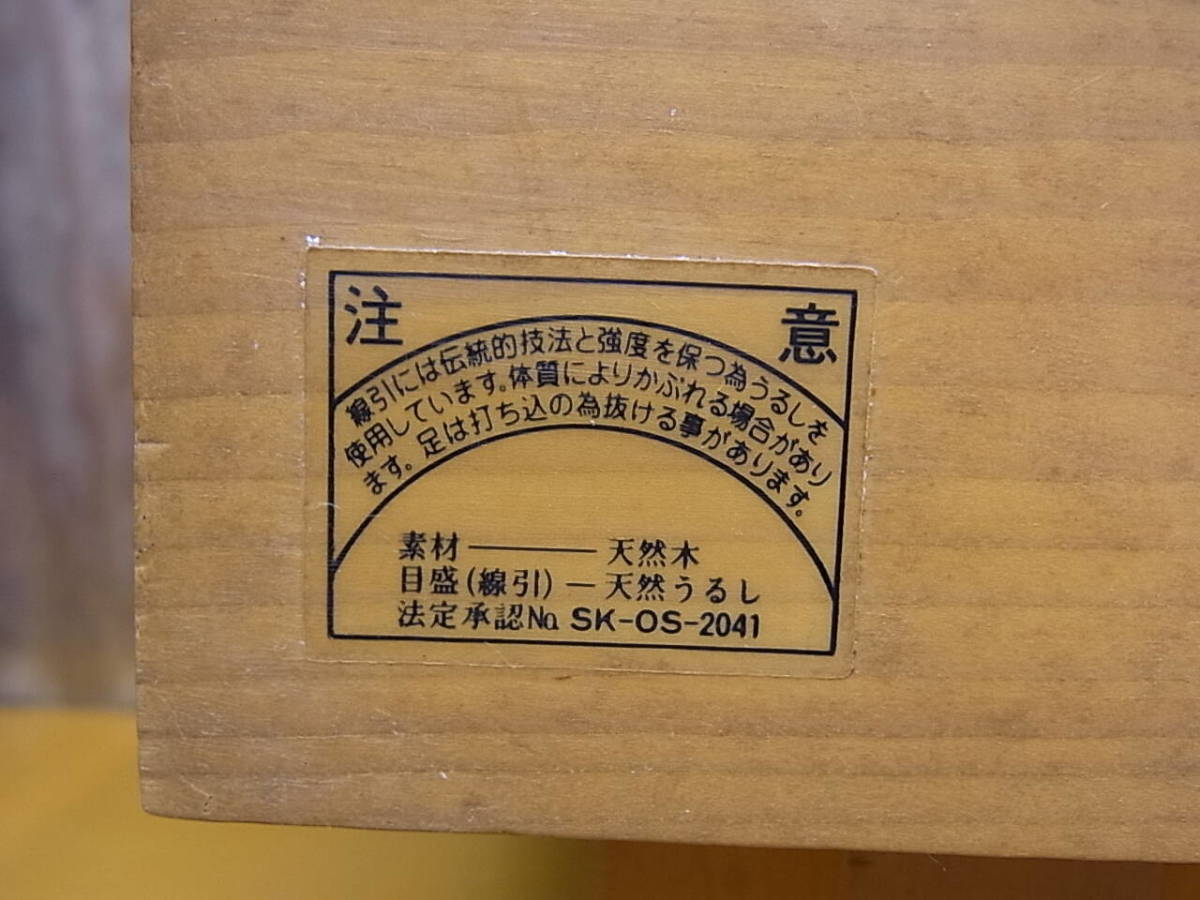 注意
線引には伝統的技法と強度を保つ為うるしを
使用しています。体質によりかぶれる場合があり
ます。足は打ち込の為抜ける事があります。
素材―――天然木
目盛(線引)―天然うるし
法定承認No. SK-OS-2041